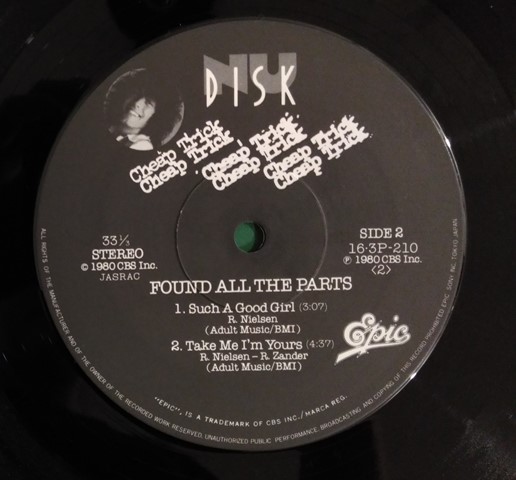 NU
DISK
Cheap Trick
Cheap Trick
Cheap Trick
Cheap Trick
Cheap Trick
Cheap Trick
33⅓
STEREO
℗ 1980 CBS Inc.
JASRAC
SIDE 2
16·3P-210
℗ 1980 CBS Inc.
<2>
FOUND ALL THE PARTS
1. Such A Good Girl (3:07)
R. Nielsen
(Adult Music/BMI)
2. Take Me I'm Yours (4:37)
R. Nielsen – R. Zander
(Adult Music/BMI)
Epic
"EPIC", IS A TRADEMARK OF CBS INC./MARCA REG.
ALL RIGHTS OF THE MANUFACTURER AND OF THE OWNER OF THE RECORDED WORK RESERVED. UNAUTHORIZED PUBLIC PERFORMANCE, BROADCASTING AND COPYING OF THIS RECORD PROHIBITED EPIC SONY INC. TOKYO JAPAN